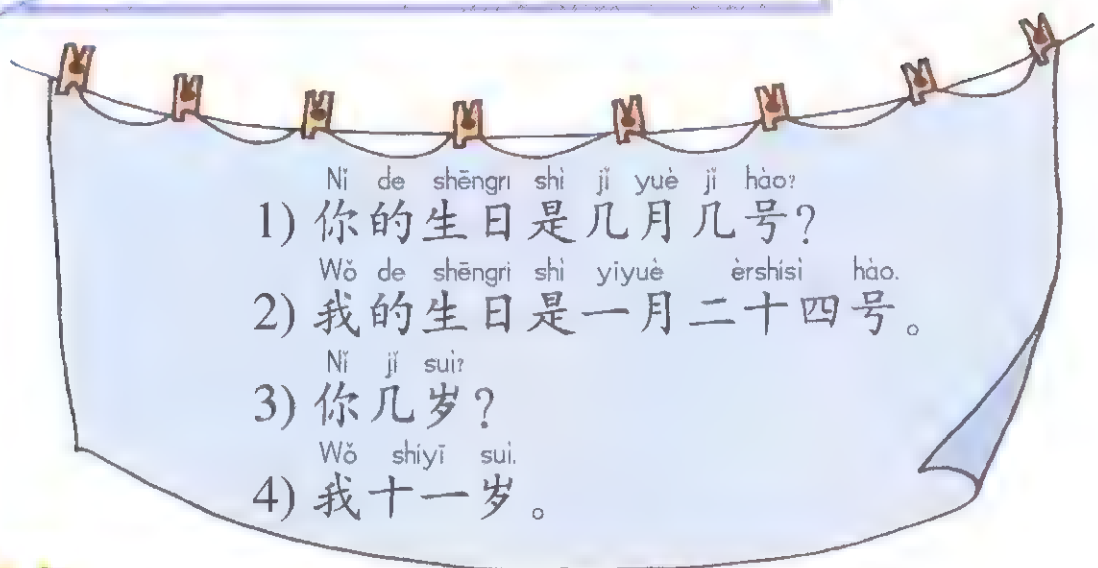 Nǐ de shēngrì shì jǐ yuè jǐ hào?
1) 你的生日是几月几号？
Wǒ de shēngrì shì yīyuè èrshísì hào.
2) 我的生日是一月二十四号。
Nǐ jǐ suì?
3) 你几岁？
Wǒ shíyī suì.
4) 我十一岁。